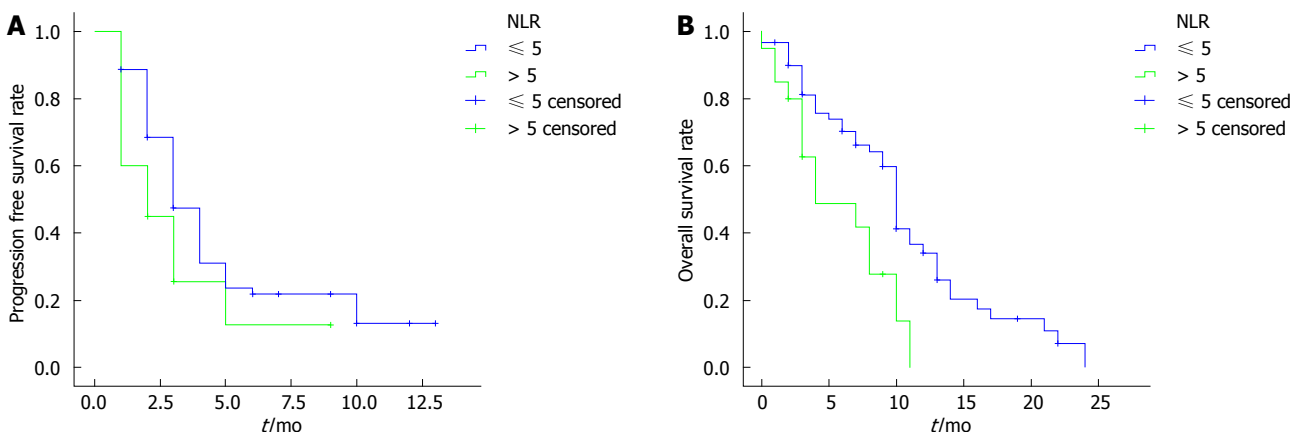 A
NLR
≤ 5
> 5
≤ 5 censored
> 5 censored
Progression free survival rate
1.0
0.8
0.6
0.4
0.2
0.0
0.0 2.5 5.0 7.5 10.0 12.5
t/mo
B
NLR
≤ 5
> 5
≤ 5 censored
> 5 censored
Overall survival rate
1.0
0.8
0.6
0.4
0.2
0.0
0 5 10 15 20 25
t/mo